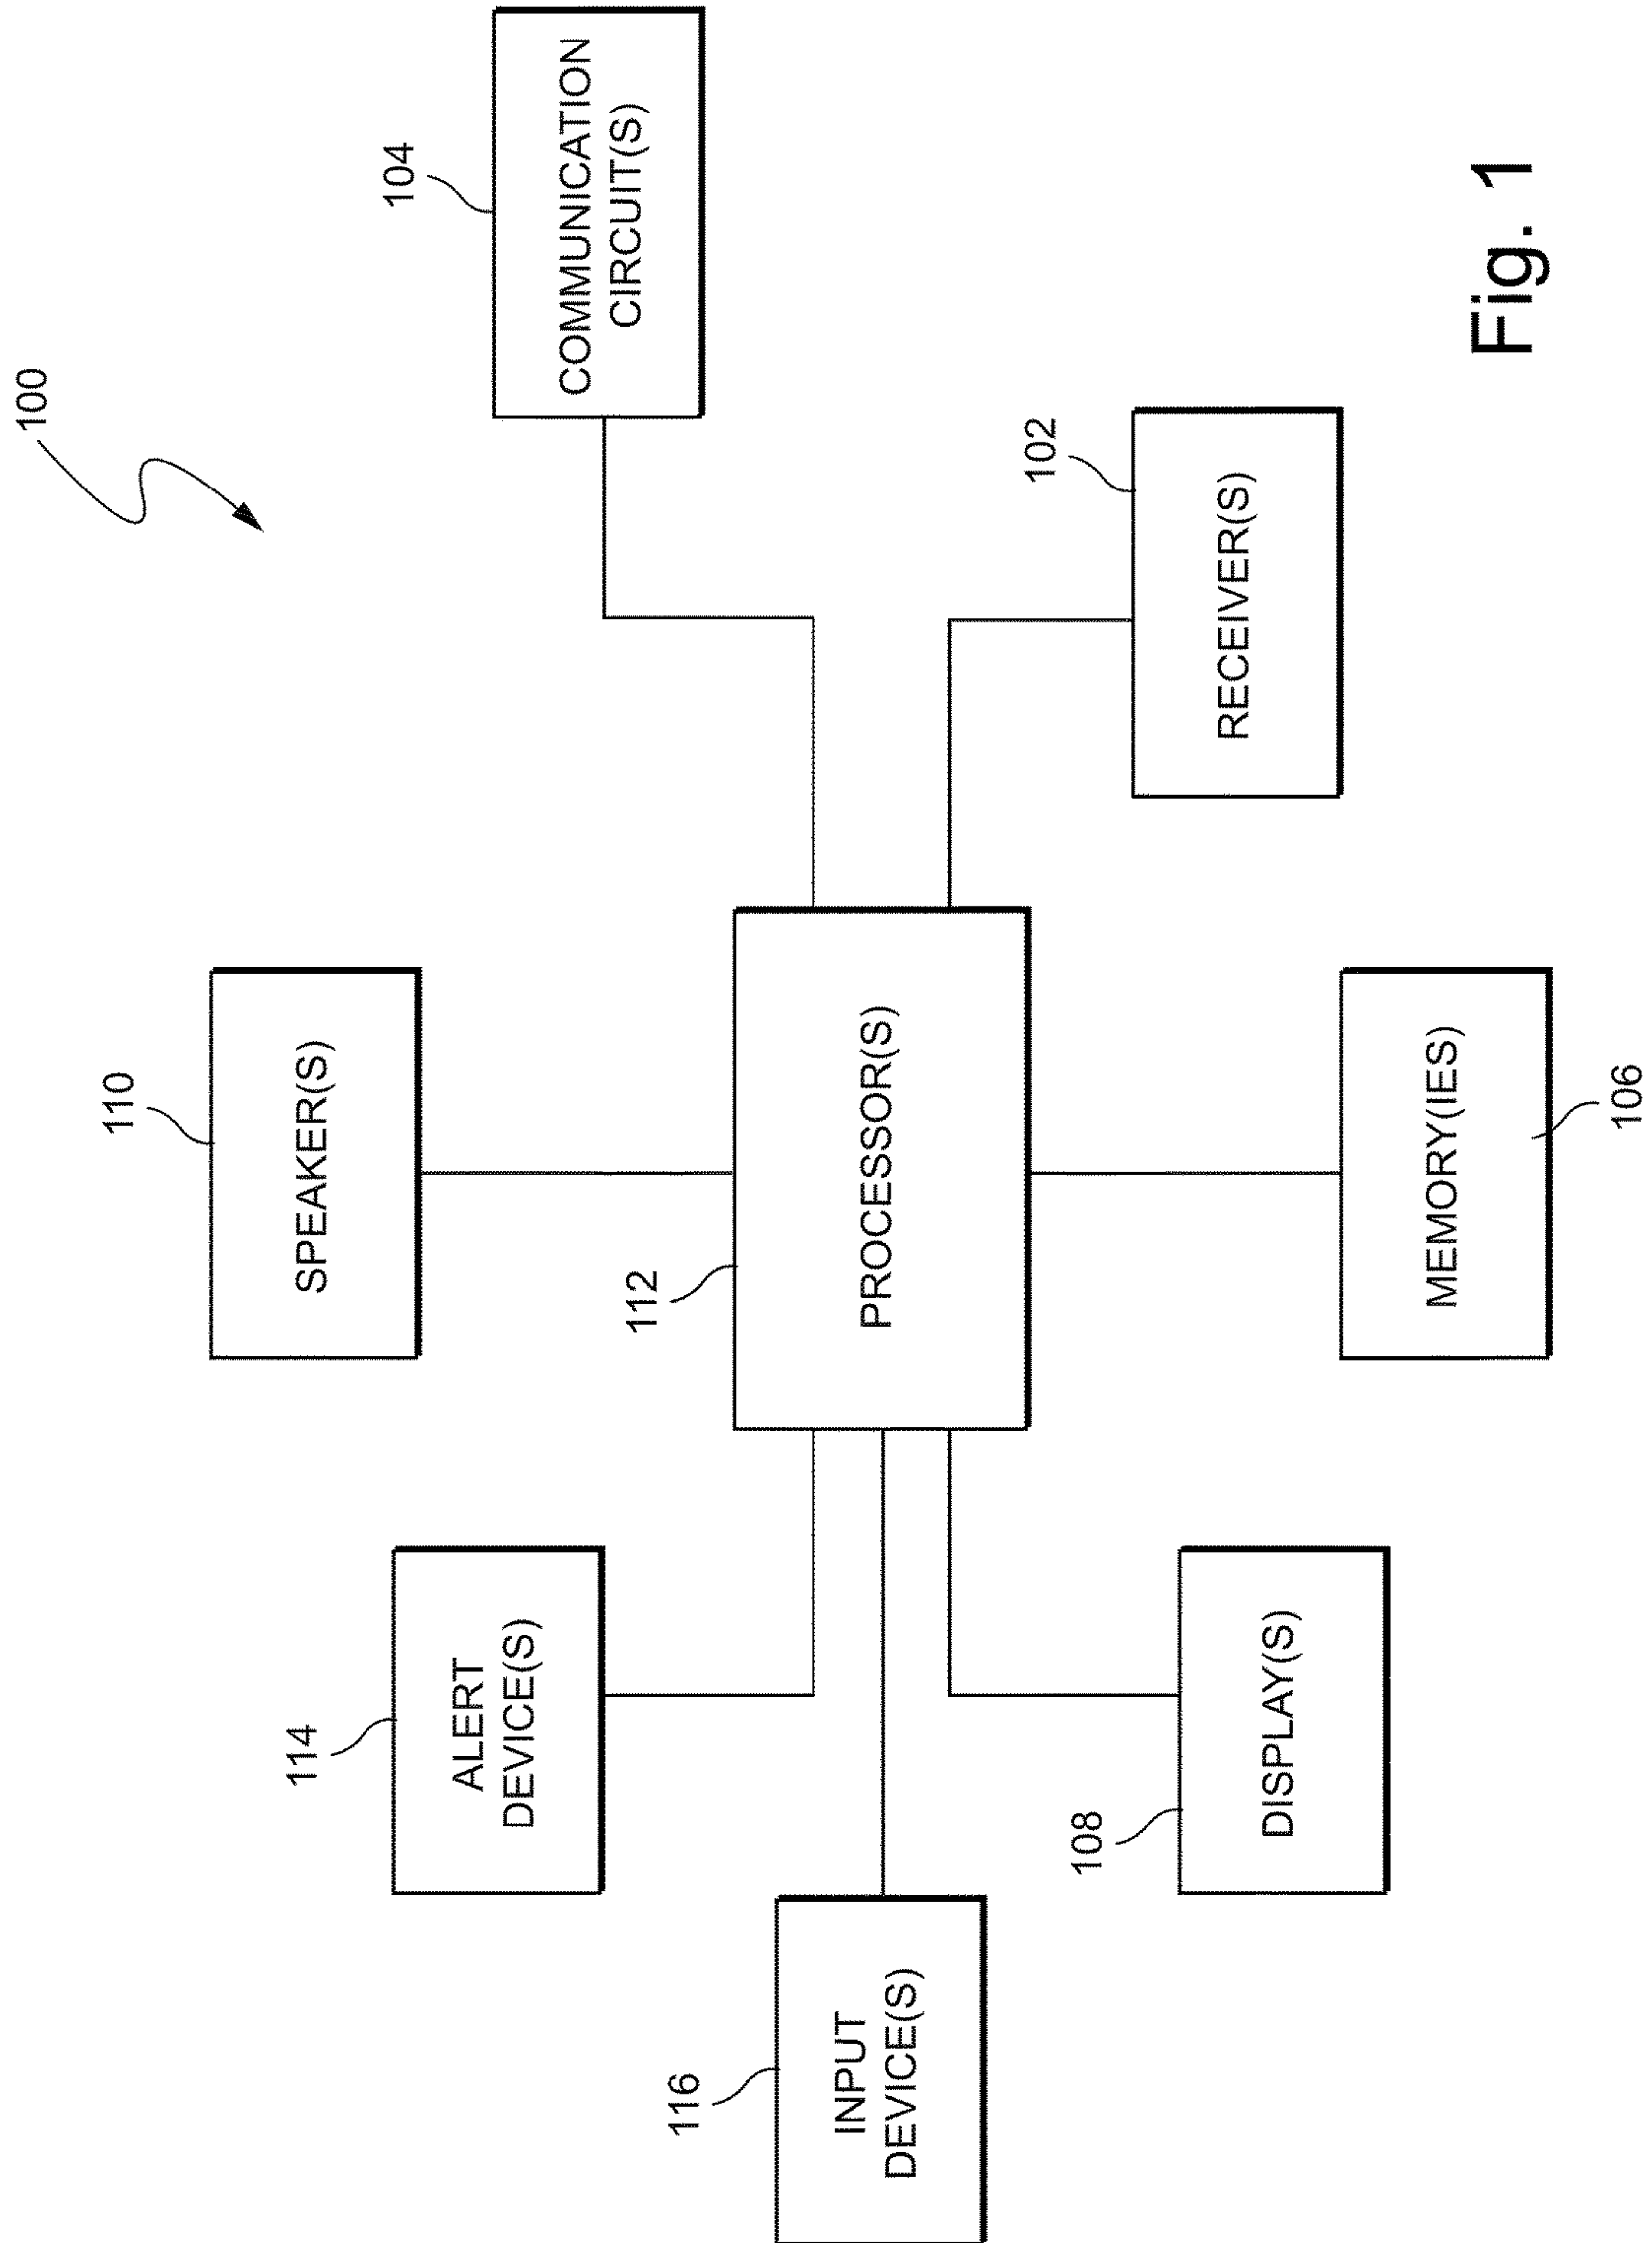 100
110
SPEAKER(S)
114
ALERT
DEVICE(S)
104
COMMUNICATION
CIRCUIT(S)
116
INPUT
DEVICE(S)
112
PROCESSOR(S)
108
DISPLAY(S)
102
RECEIVER(S)
MEMORY(IES)
106
Fig. 1